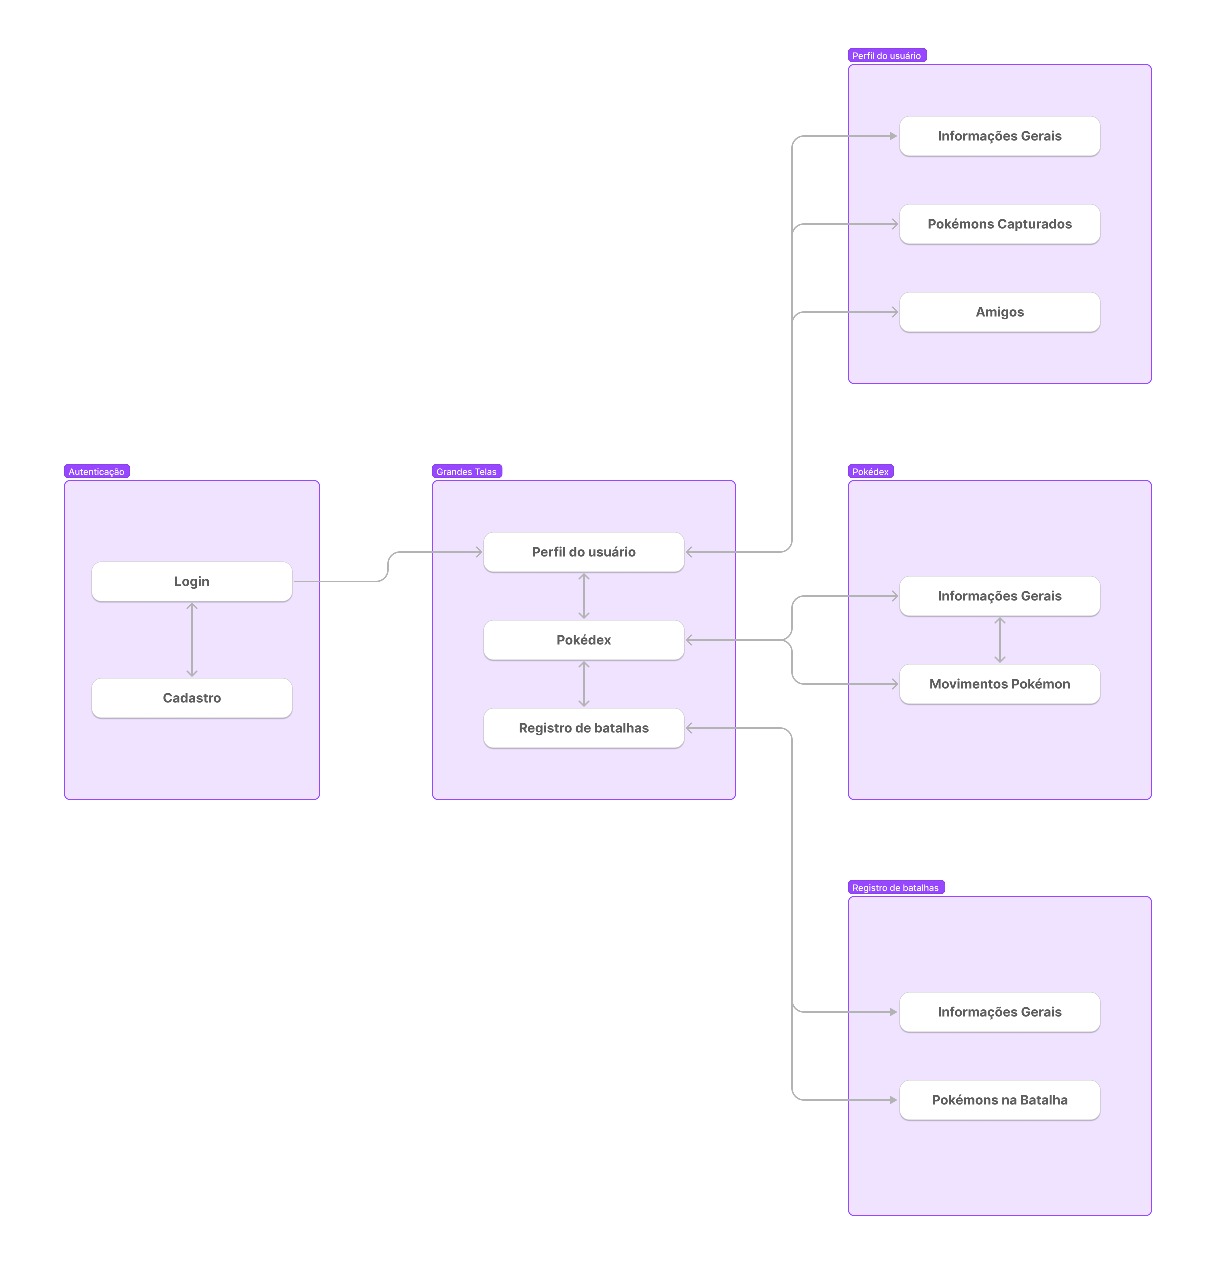 Perfil do usuário
Informações Gerais
Pokémons Capturados
Amigos
Autenticação
Login
Cadastro
Grandes Telas
Perfil do usuário
Pokédex
Registro de batalhas
Pokédex
Informações Gerais
Movimentos Pokémon
Registro de batalhas
Informações Gerais
Pokémons na Batalha